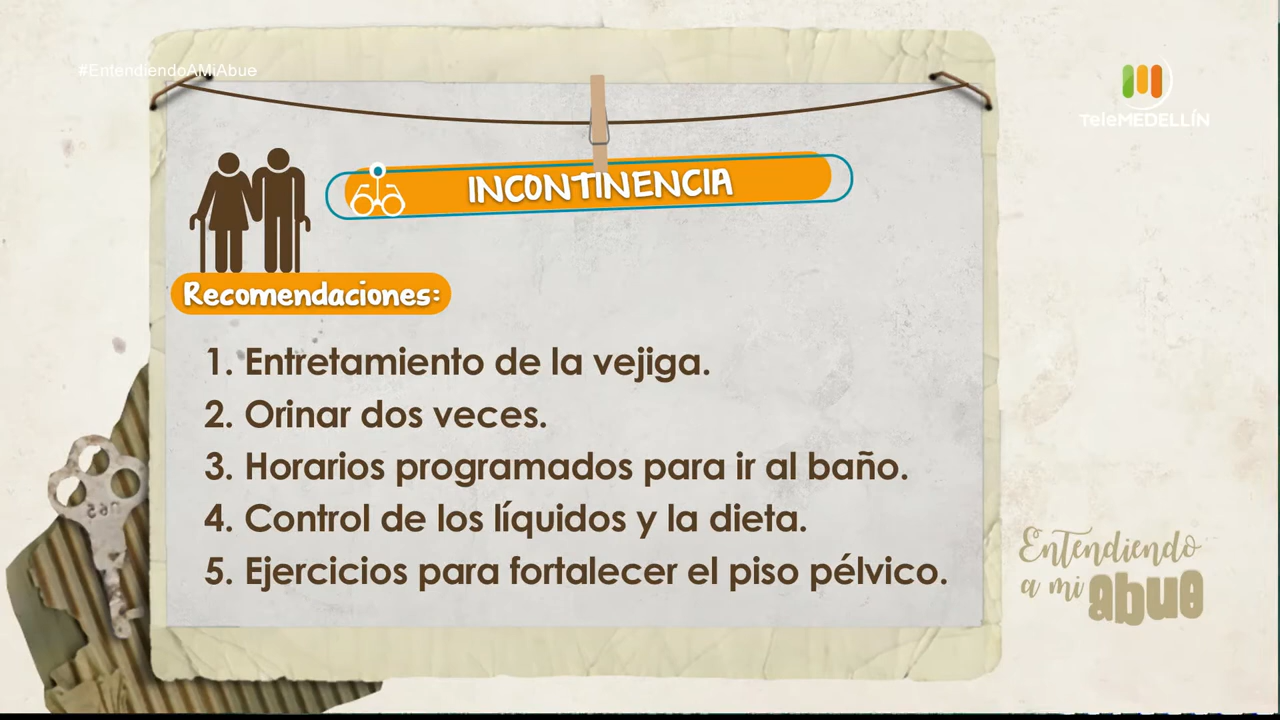 #EntendiendoAMiAbue
TeleMEDELLÍN
INCONTINENCIA
Recomendaciones:
1. Entretamiento de la vejiga.
2. Orinar dos veces.
3. Horarios programados para ir al baño.
4. Control de los líquidos y la dieta.
5. Ejercicios para fortalecer el piso pélvico.
Entendiendo
a mi abue